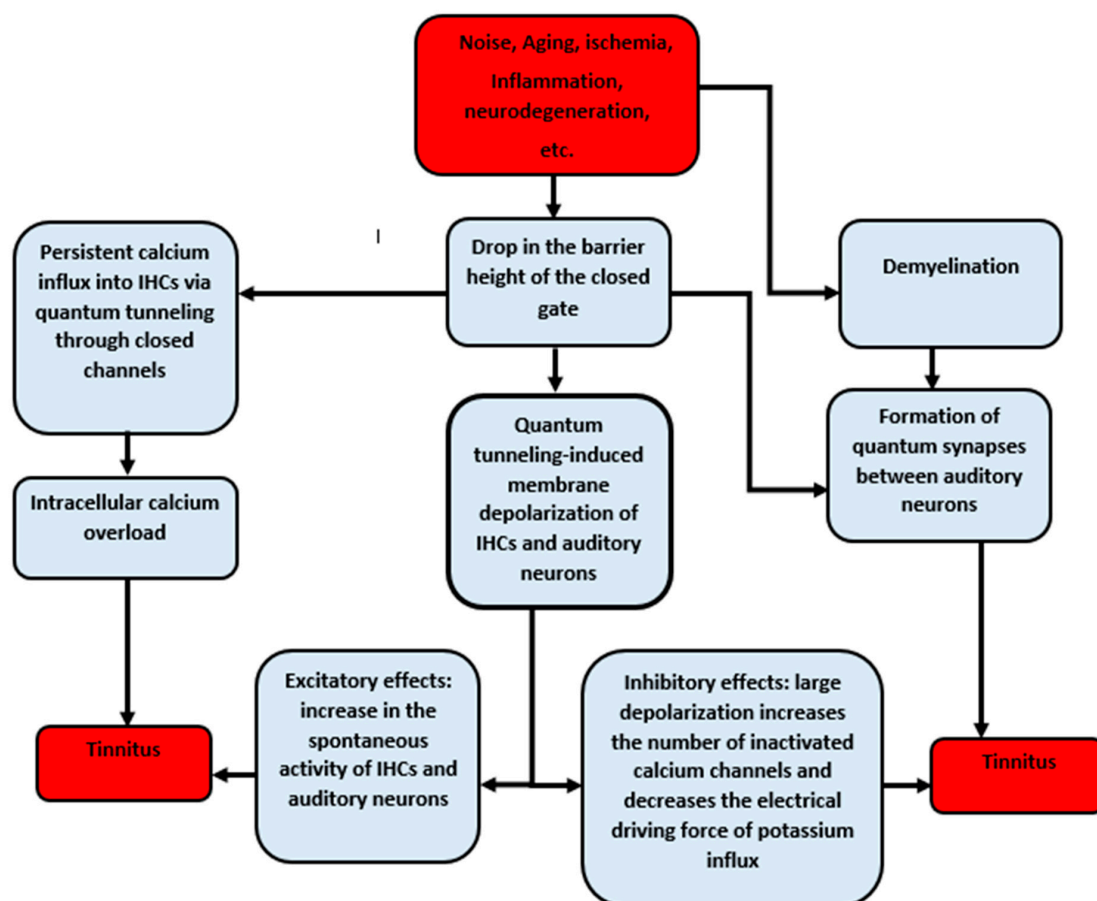 Noise, Aging, ischemia,
Inflammation,
neurodegeneration,
etc.
Persistent calcium
influx into IHCs via
quantum tunneling
through closed
channels
Drop in the barrier
height of the closed
gate
Demyelination
Intracellular calcium
overload
Quantum
tunneling-induced
membrane
depolarization of
IHCs and auditory
neurons
Formation of
quantum synapses
between auditory
neurons
Tinnitus
Excitatory effects:
increase in the
spontaneous
activity of IHCs and
auditory neurons
Inhibitory effects: large
depolarization increases
the number of inactivated
calcium channels and
decreases the electrical
driving force of potassium
influx
Tinnitus